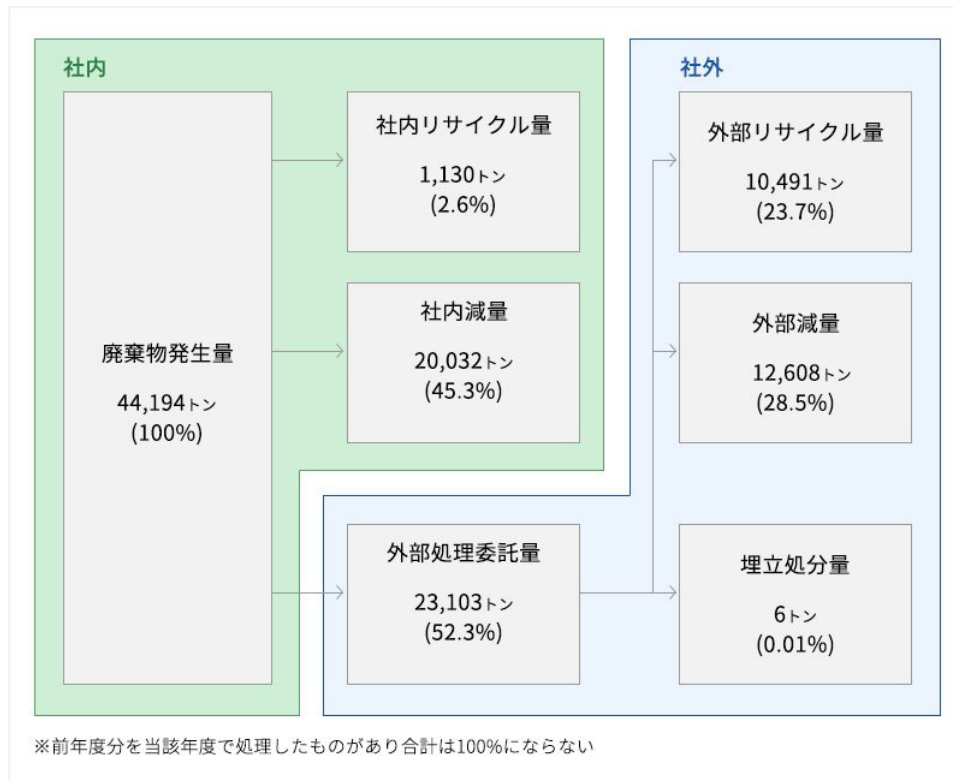 社内
廃棄物発生量
44,194トン
(100%)
社内リサイクル量
1,130トン
(2.6%)
社内減量
20,032トン
(45.3%)
社外
外部処理委託量
23,103トン
(52.3%)
外部リサイクル量
10,491トン
(23.7%)
外部減量
12,608トン
(28.5%)
埋立処分量
6トン
(0.01%)
※前年度分を当該年度で処理したものがあり合計は100%にならない